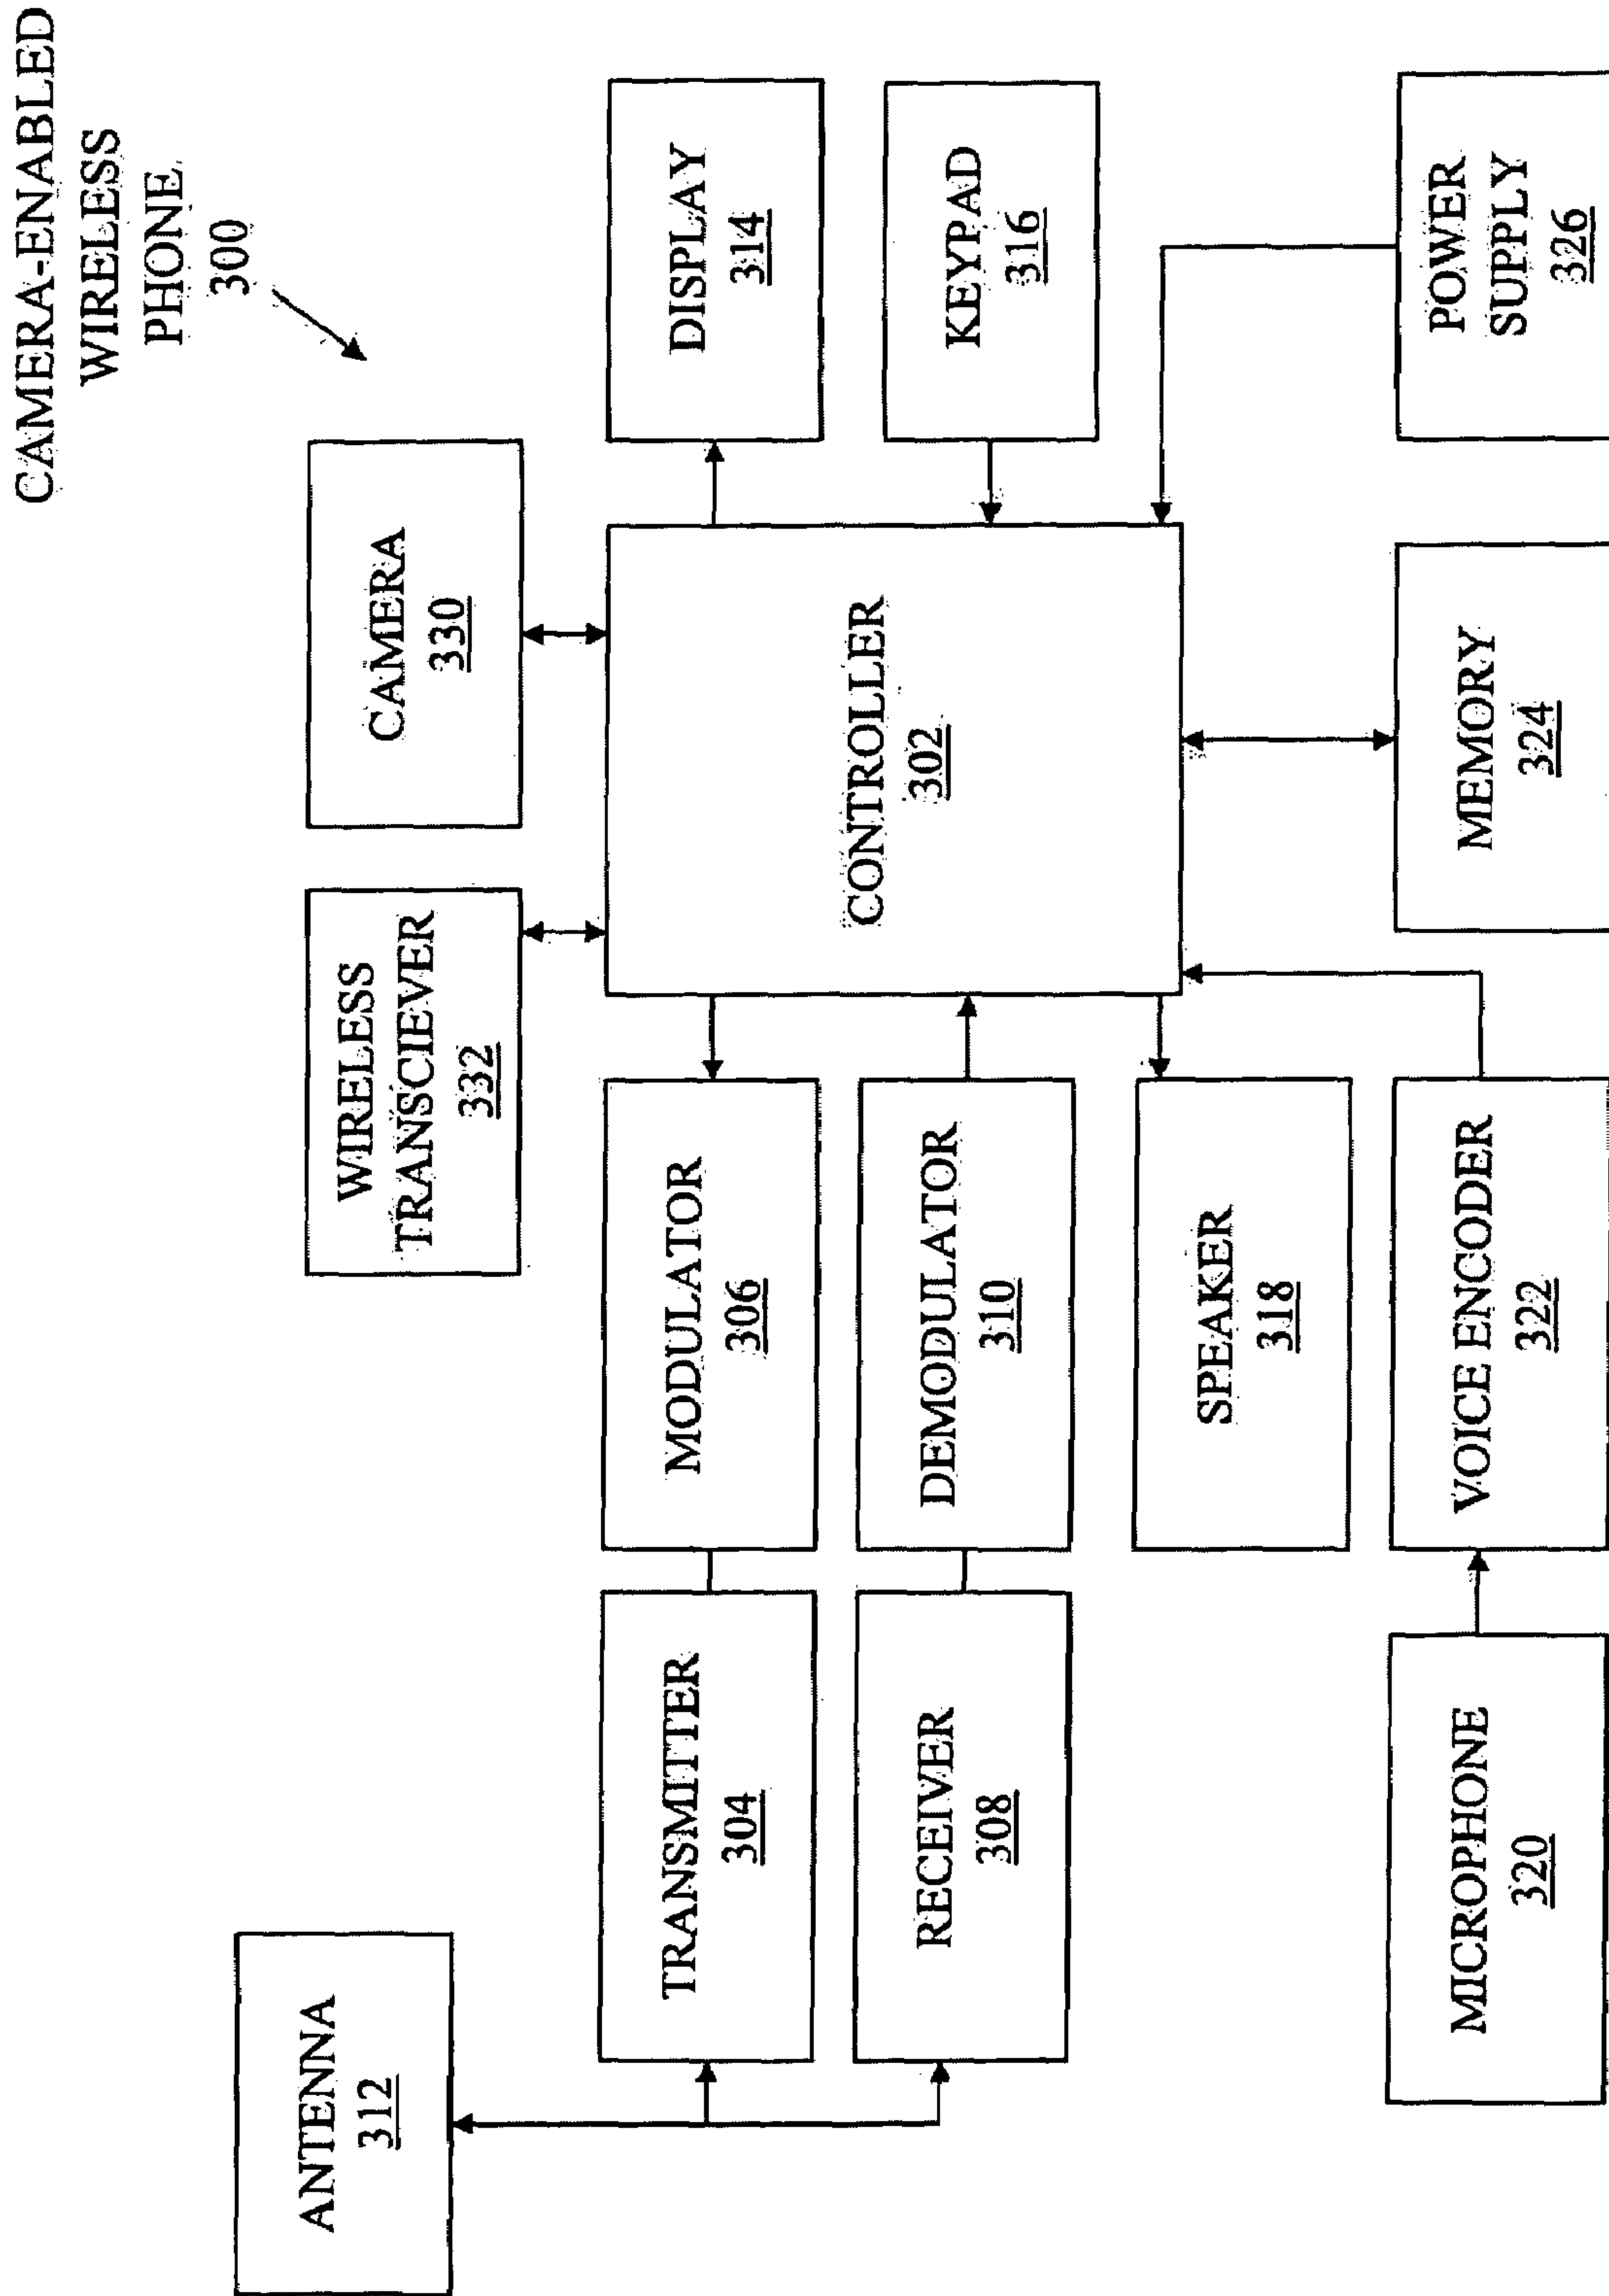 CAMERA-ENABLED
WIRELESS
PHONE
300
ANTENNA
312
WIRELESS
TRANSCIEVER
332
CAMERA
330
TRANSMITTER
304
MODULATOR
306
DISPLAY
314
RECEIVER
308
DEMODULATOR
310
CONTROLLER
302
KEYPAD
316
SPEAKER
318
MICROPHONE
320
VOICE ENCODER
322
MEMORY
324
POWER
SUPPLY
326